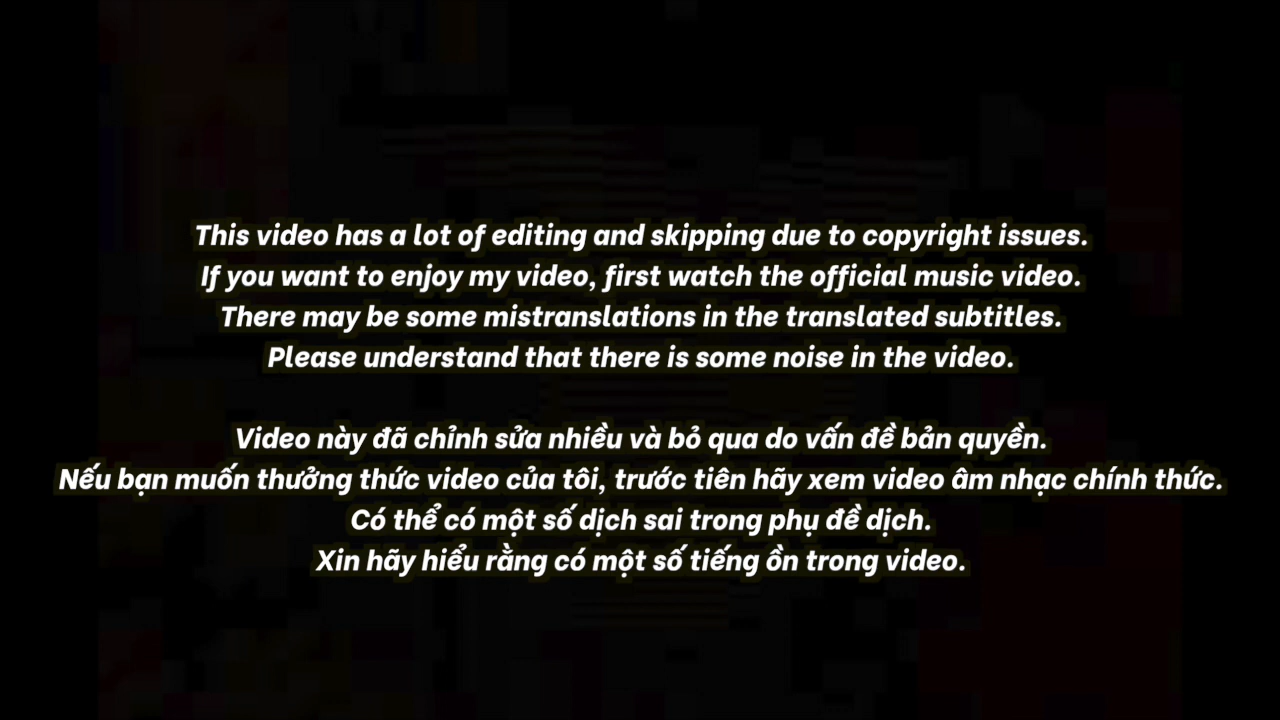 This video has a lot of editing and skipping due to copyright issues.
If you want to enjoy my video, first watch the official music video.
There may be some mistranslations in the translated subtitles.
Please understand that there is some noise in the video.
Video này đã chỉnh sửa nhiều và bỏ qua do vấn đề bản quyền.
Nếu bạn muốn thưởng thức video của tôi, trước tiên hãy xem video âm nhạc chính thức.
Có thể có một số dịch sai trong phụ đề dịch.
Xin hãy hiểu rằng có một số tiếng ồn trong video.